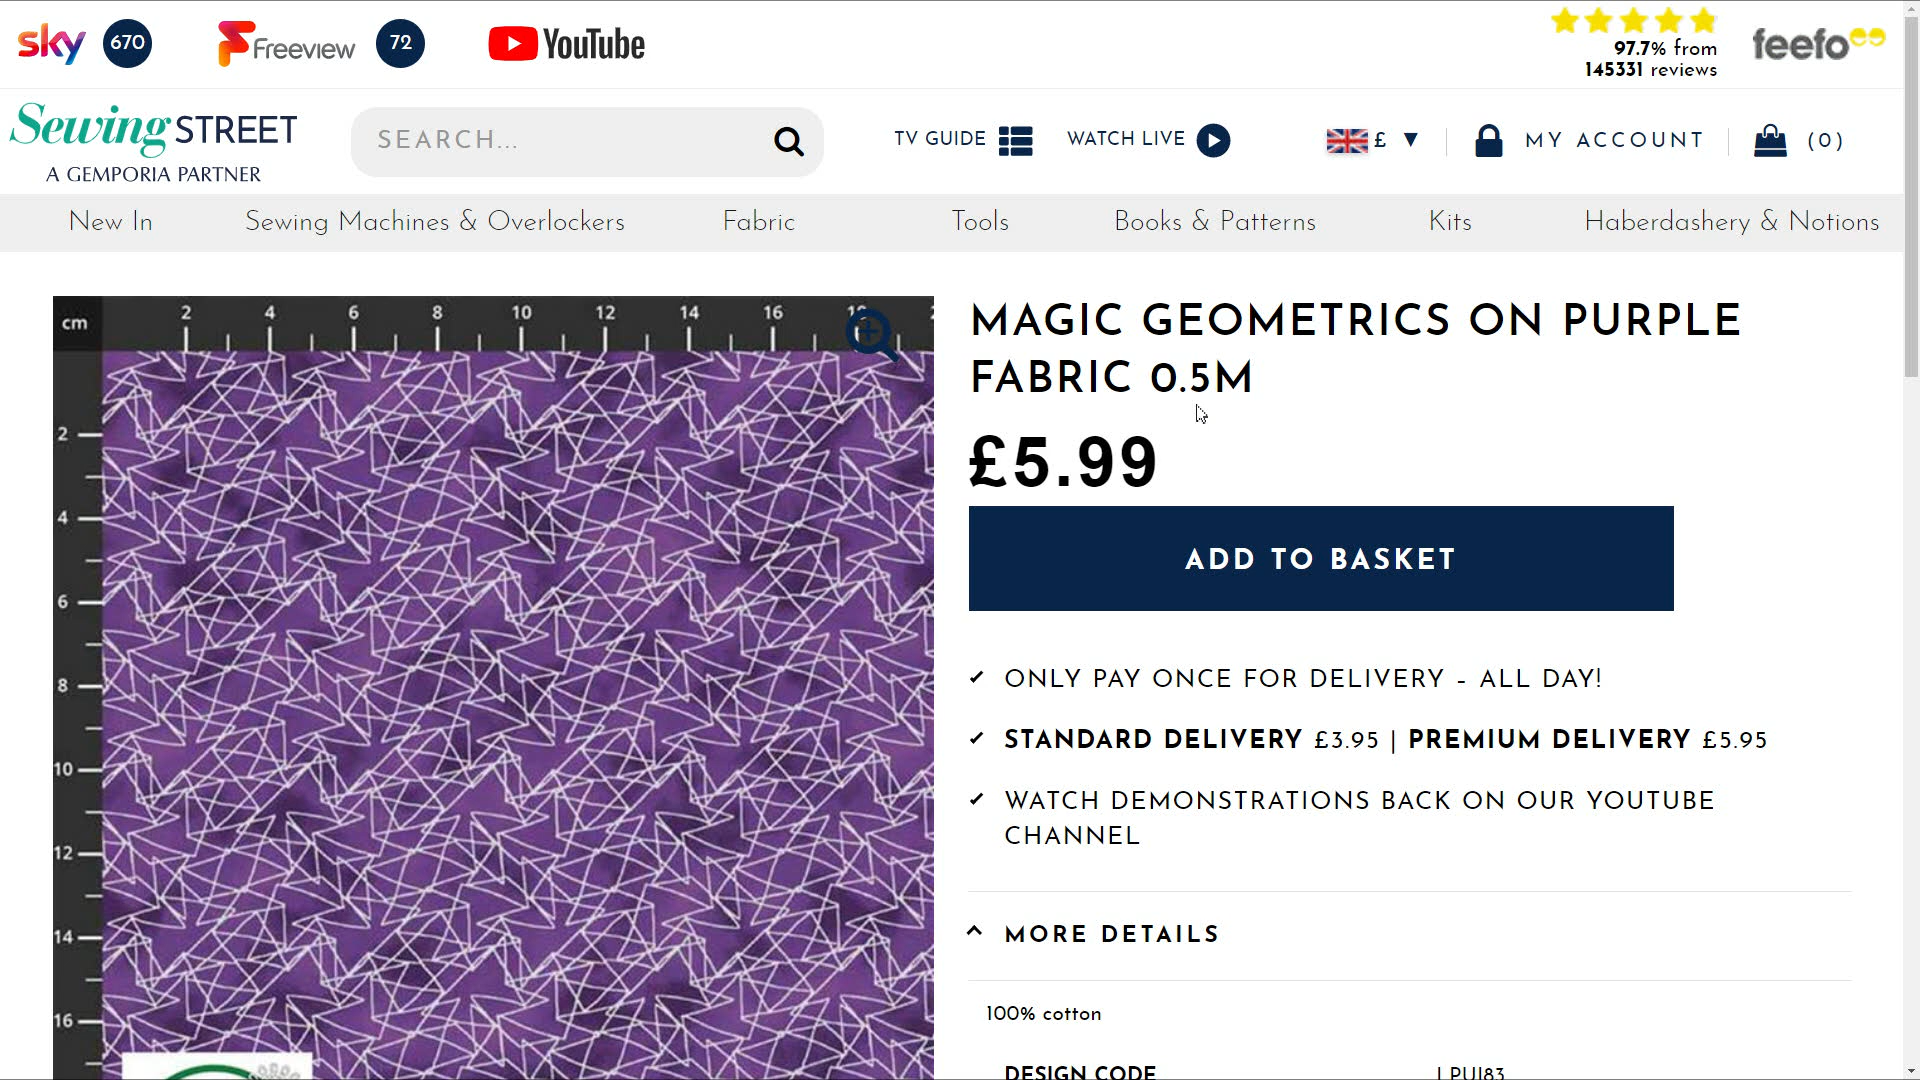 sky 670 Freeview 72 YouTube
97.7% from
145331 reviews
feefo
Sewing STREET
A GEMPORIA PARTNER
SEARCH...
TV GUIDE
WATCH LIVE
£ ▼
MY ACCOUNT
(0)
New In Sewing Machines & Overlockers Fabric Tools Books & Patterns Kits Haberdashery & Notions
cm 2 4 6 8 10 12 14 16
2
4
6
8
10
12
14
16
MAGIC GEOMETRICS ON PURPLE
FABRIC 0.5M
£5.99
ADD TO BASKET
ONLY PAY ONCE FOR DELIVERY - ALL DAY!
STANDARD DELIVERY £3.95 | PREMIUM DELIVERY £5.95
WATCH DEMONSTRATIONS BACK ON OUR YOUTUBE
CHANNEL
MORE DETAILS
100% cotton
DESIGN CODE LPUI83